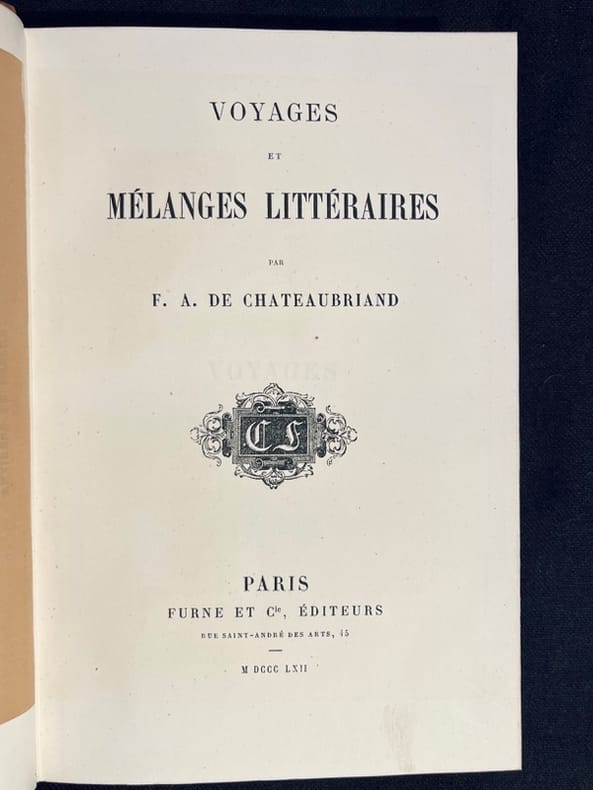 VOYAGES
ET
MÉLANGES LITTÉRAIRES
PAR
F. A. DE CHATEAUBRIAND
VOYAGES
PARIS
FURNE ET Cie, ÉDITEURS
RUE SAINT-ANDRÉ DES ARTS, 45
M DCCC LXII